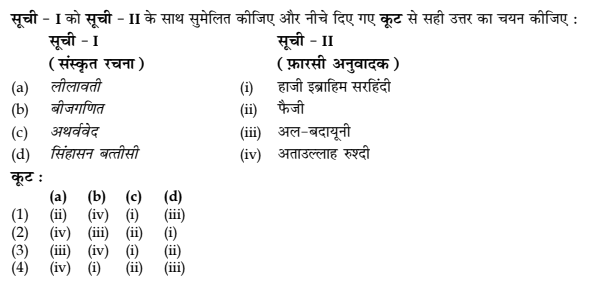 सूची - I को सूची - II के साथ सुमेलित कीजिए और नीचे दिए गए कूट से सही उत्तर का चयन कीजिए :
सूची - I सूची - II
( संस्कृत रचना ) ( फ़ारसी अनुवादक )
(a) लीलावती (i) हाजी इब्राहिम सरहिंदी
(b) बीजगणित (ii) फैजी
(c) अथर्ववेद (iii) अल-बदायूनी
(d) सिंहासन बत्तीसी (iv) अताउल्लाह रुश्दी
कूट :
(a) (b) (c) (d)
(1) (ii) (iv) (i) (iii)
(2) (iv) (iii) (ii) (i)
(3) (iii) (iv) (i) (ii)
(4) (iv) (i) (ii) (iii)